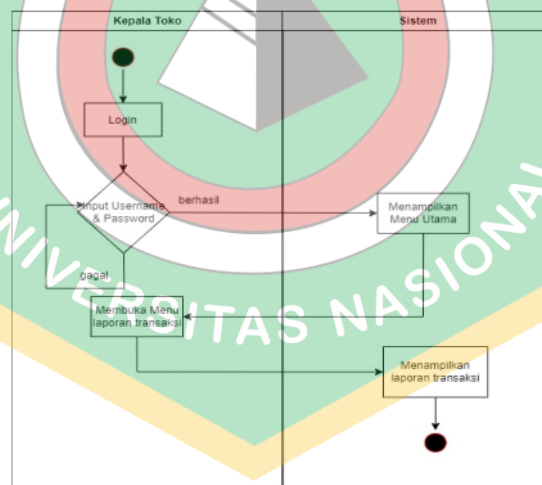 Kepala Toko
Sistem
Login
Input Username
& Password
berhasil
Menampilkan
Menu Utama
gagal
Membuka Menu
laporan transaksi
Menampilkan
laporan transaksi
UNIVERSITAS NASIONAL